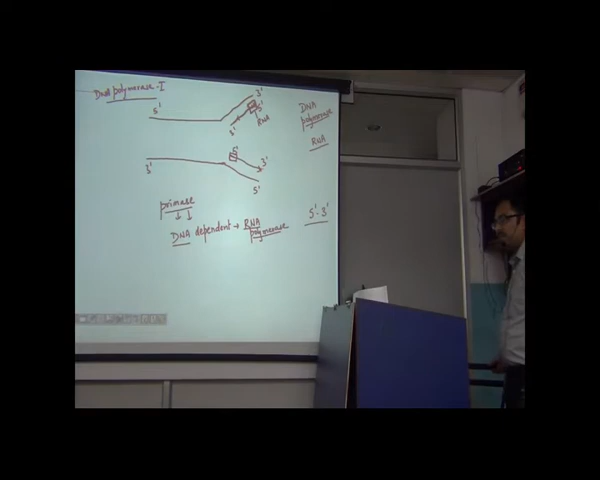 DNA polymerase-I
5'
3'
5'
RNA
3'
DNA
polymerase
RNA
5'
3'
3'
5'
primase
DNA dependent → RNA
polymerase
5'-3'